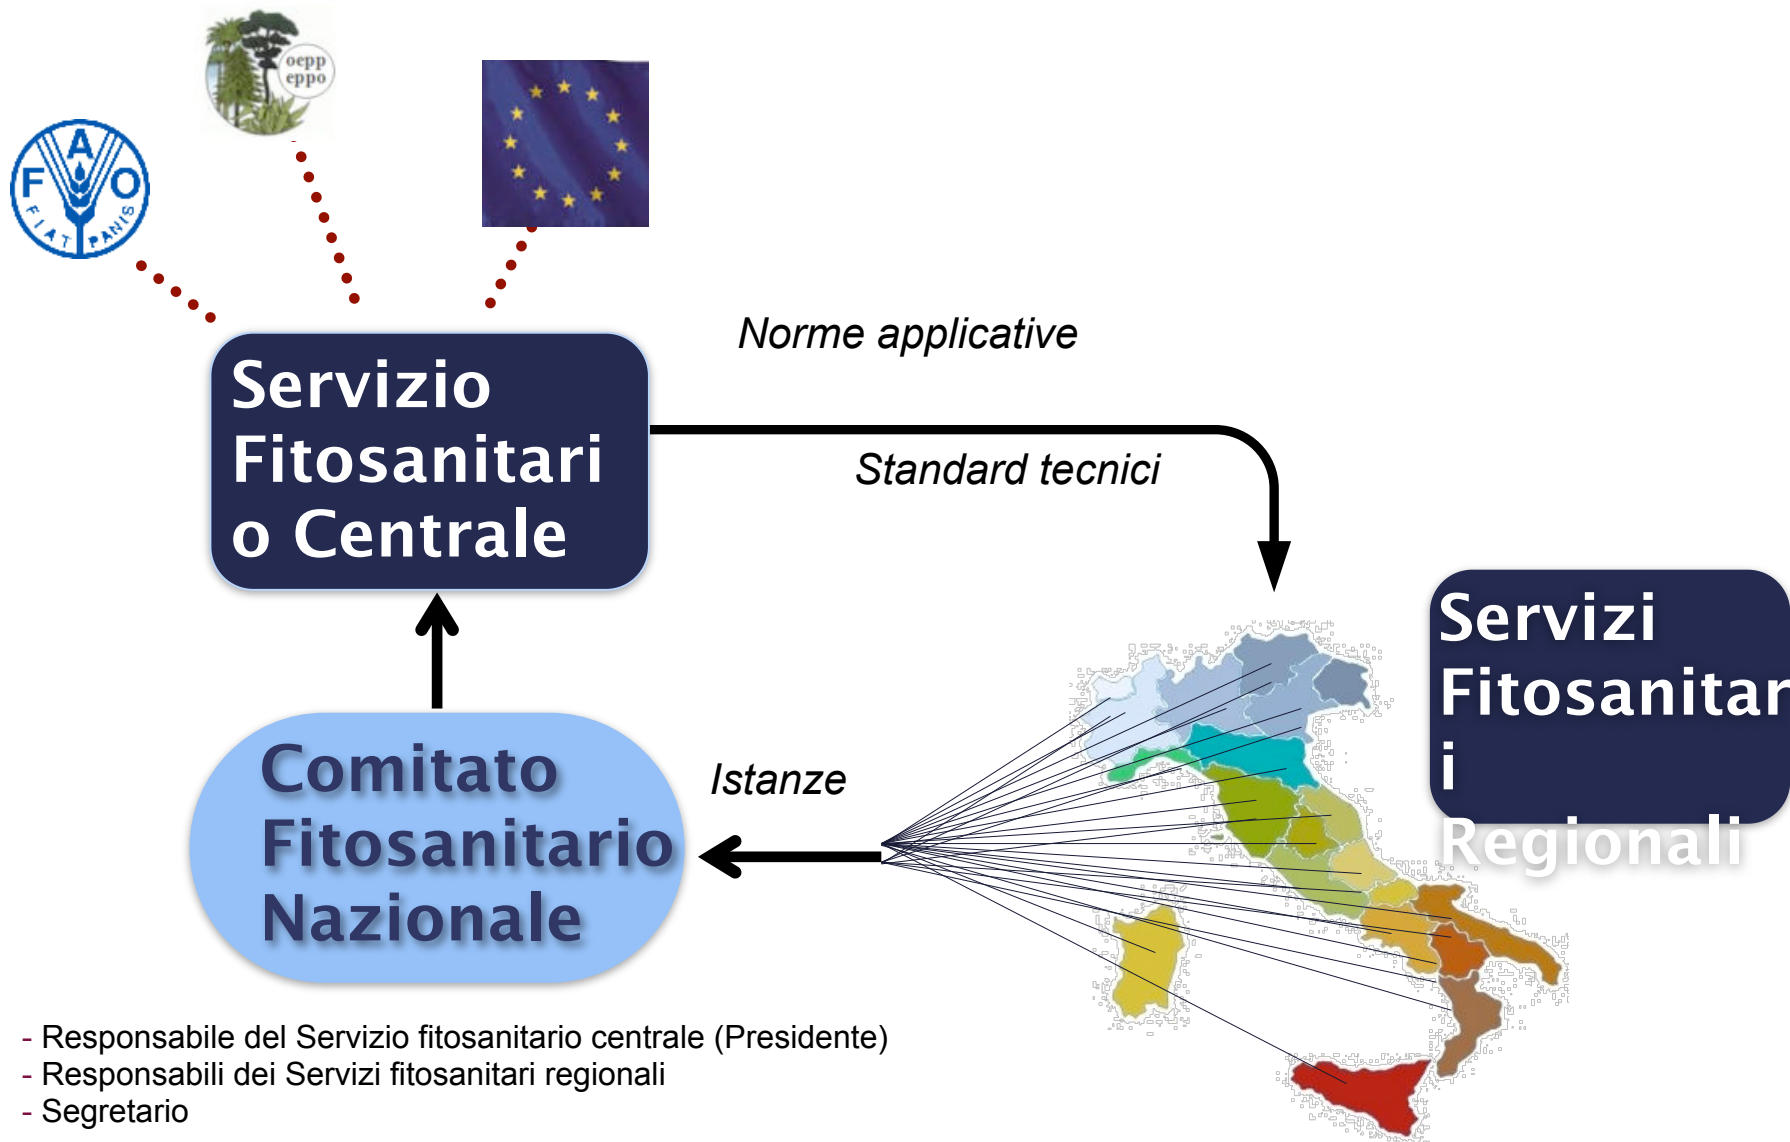 oepp
eppo
F A O
FIAT PANIS
Norme applicative
Servizio
Fitosanitari
o Centrale
Standard tecnici
Servizi
Fitosanitar
i
Regionali
Comitato
Fitosanitario
Nazionale
Istanze
- Responsabile del Servizio fitosanitario centrale (Presidente)
- Responsabili dei Servizi fitosanitari regionali
- Segretario